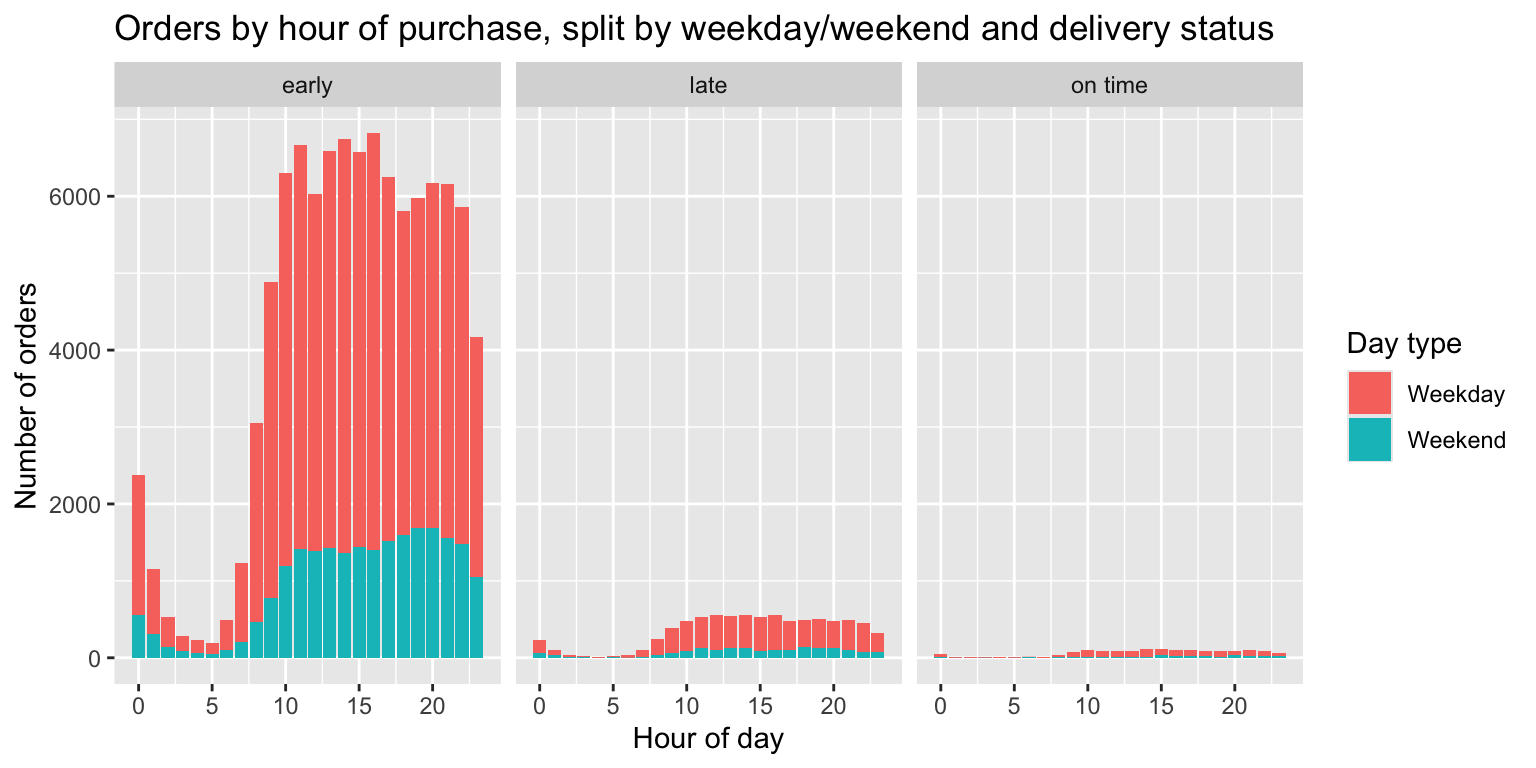 Orders by hour of purchase, split by weekday/weekend and delivery status
early
late
on time
Number of orders
6000
4000
2000
0
0 5 10 15 20
0 5 10 15 20
0 5 10 15 20
Hour of day
Day type
Weekday
Weekend